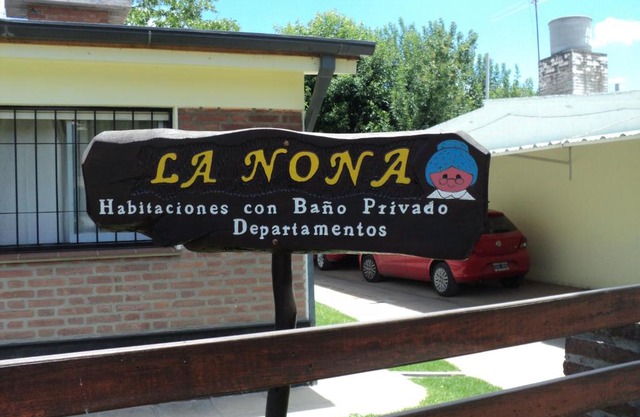 LA NONA
Habitaciones con Baño Privado
Departamentos